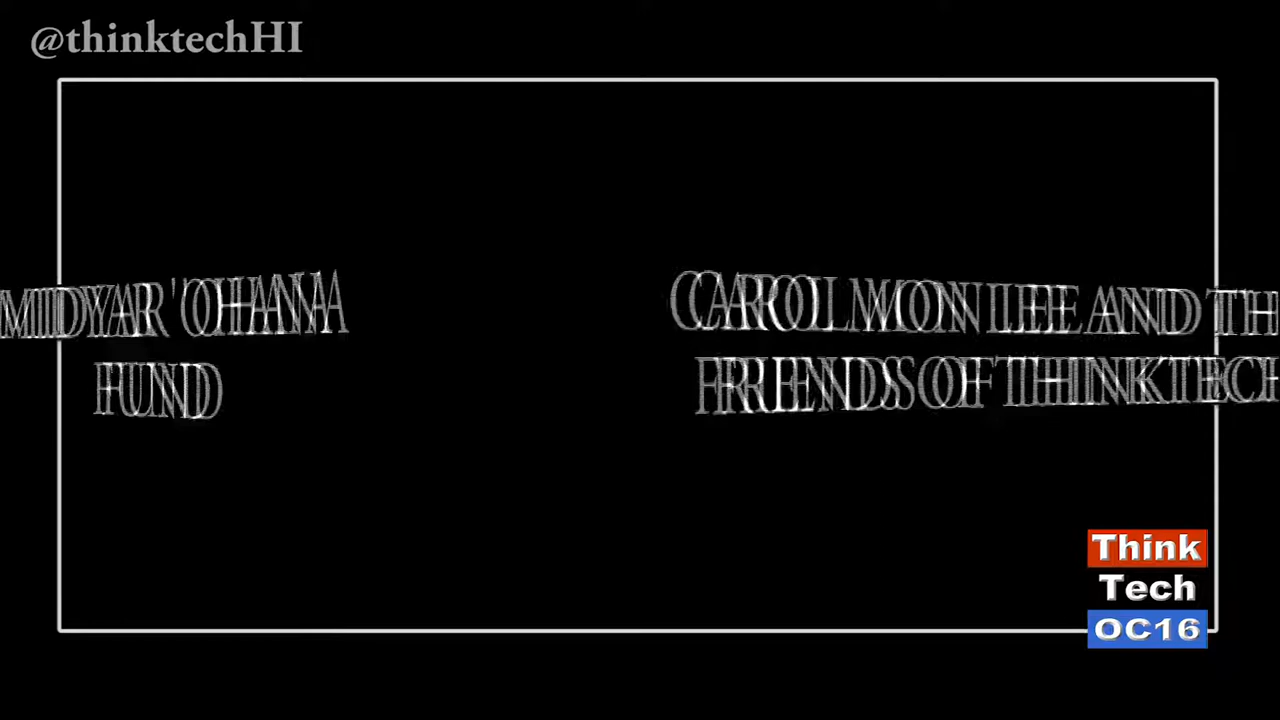 @thinktechHI
MIDYAR 'OHANA
FUND
CAROL MON LEE AND TH
FRIENDS OF THINKTECH
Think
Tech
OC16